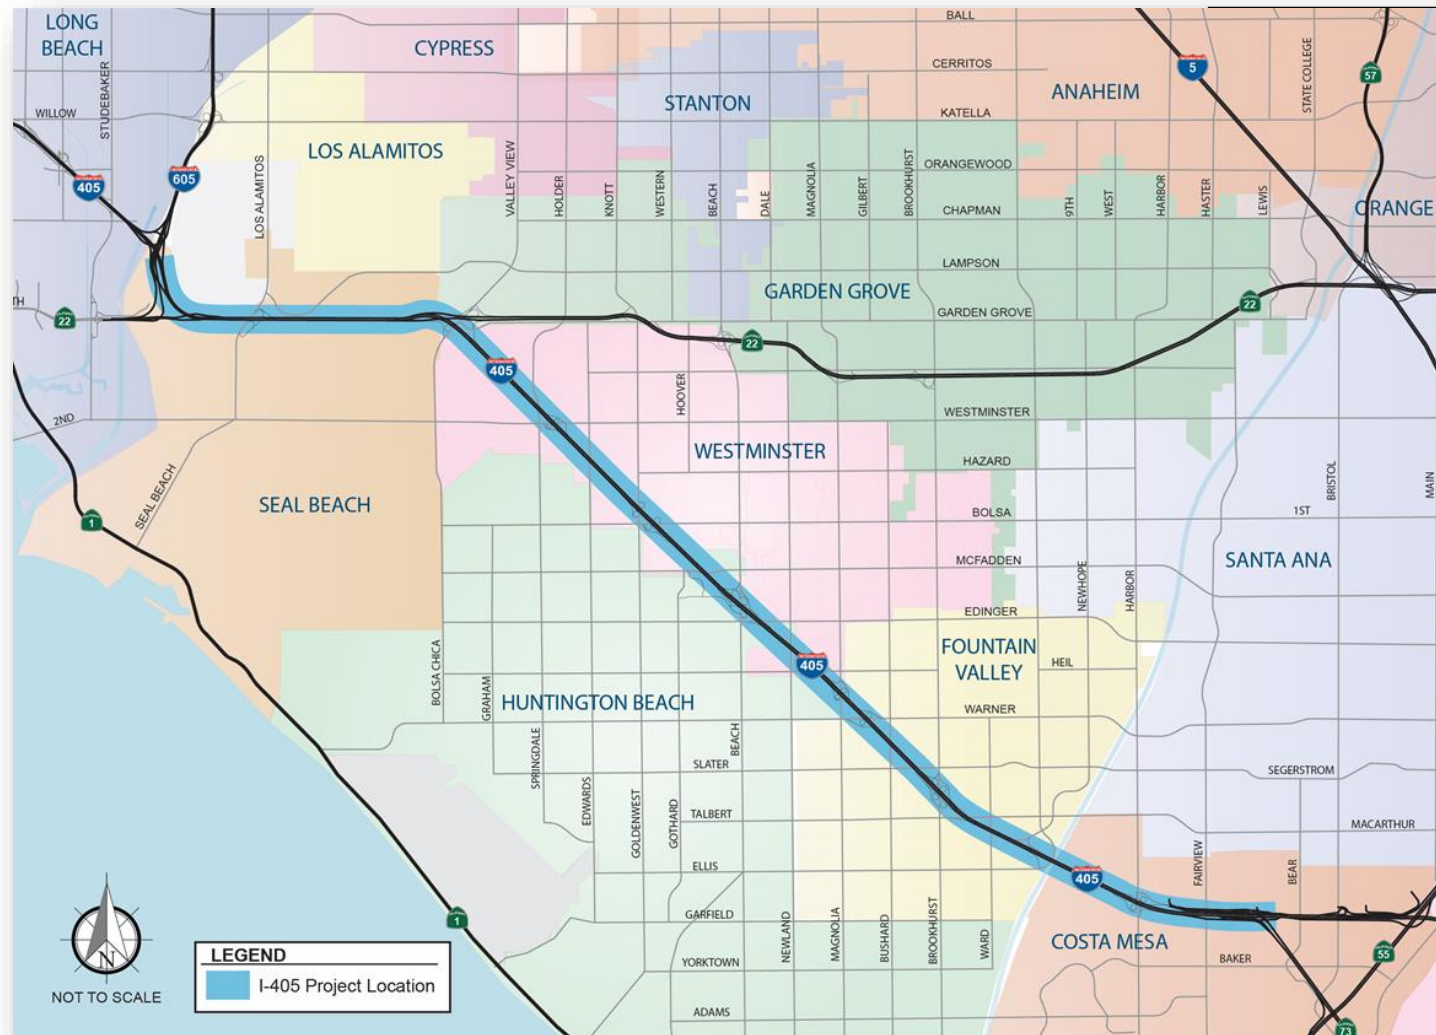 LONG
BEACH
CYPRESS
BALL
STATE COLLEGE
CERRITOS
5
57
STANTON
ANAHEIM
STUDEBAKER
WILLOW
KATELLA
LOS ALAMITOS
ORANGEWOOD
405
605
LOS ALAMITOS
VALLEY VIEW
HOLDER
KNOTT
WESTERN
BEACH
DALE
MAGNOLIA
GILBERT
BROOKHURST
CHAPMAN
9TH
WEST
HARBOR
HASTER
LEWIS
ORANGE
LAMPSON
GARDEN GROVE
TH
22
GARDEN GROVE
22
22
405
HOOVER
2ND
WESTMINSTER
WESTMINSTER
HAZARD
SEAL BEACH
SEAL BEACH
1
BOLSA
1ST
BRISTOL
MAIN
MCFADDEN
SANTA ANA
NEWHOPE
HARBOR
EDINGER
FOUNTAIN
VALLEY
HEIL
405
BOLSA CHICA
GRAHAM
HUNTINGTON BEACH
WARNER
SPRINGDALE
BEACH
SLATER
SEGERSTROM
EDWARDS
GOLDENWEST
GOTHARD
TALBERT
MACARTHUR
ELLIS
405
FAIRVIEW
BEAR
1
GARFIELD
NEWLAND
MAGNOLIA
BUSHARD
BROOKHURST
WARD
COSTA MESA
YORKTOWN
BAKER
55
ADAMS
73
N
NOT TO SCALE
LEGEND
I-405 Project Location